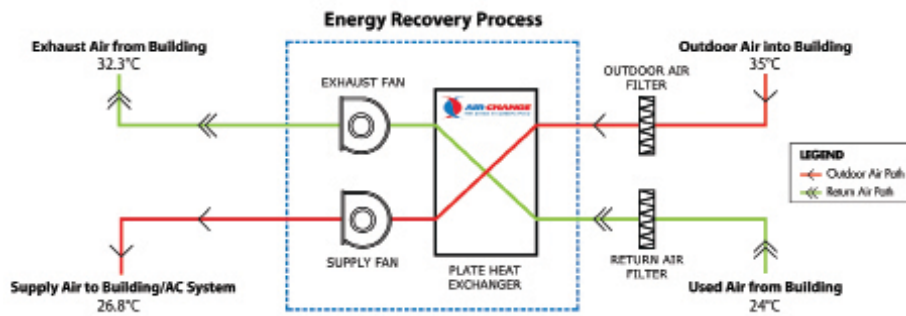 Energy Recovery Process
Exhaust Air from Building
32.3°C
Outdoor Air into Building
35°C
EXHAUST FAN
OUTDOOR AIR
FILTER
AIR-CHANGE
LEGEND
Outdoor Air Path
Return Air Path
SUPPLY FAN
PLATE HEAT
EXCHANGER
RETURN AIR
FILTER
Supply Air to Building/AC System
26.8°C
Used Air from Building
24°C